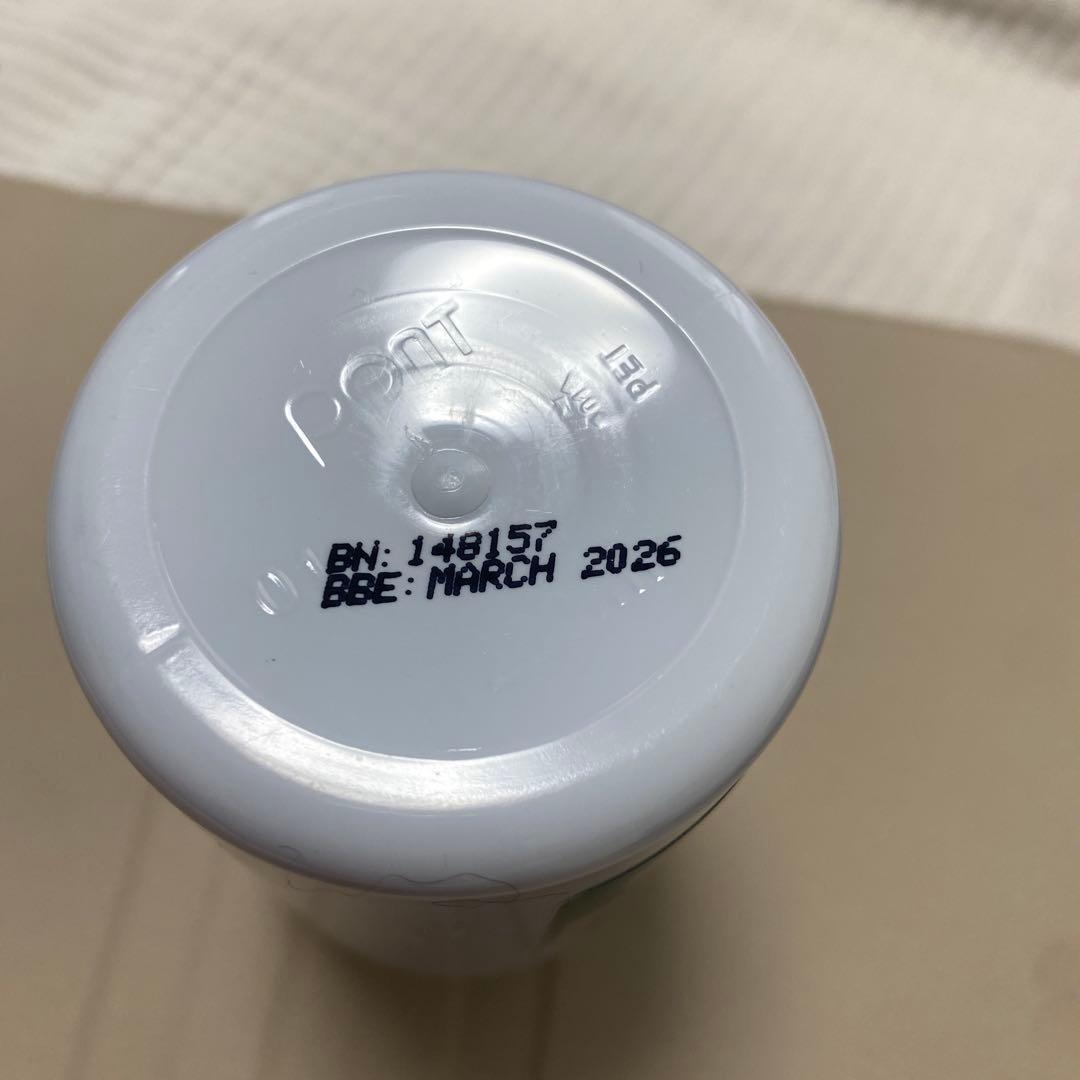 pont
PET
BN: 148157
BBE: MARCH 2026